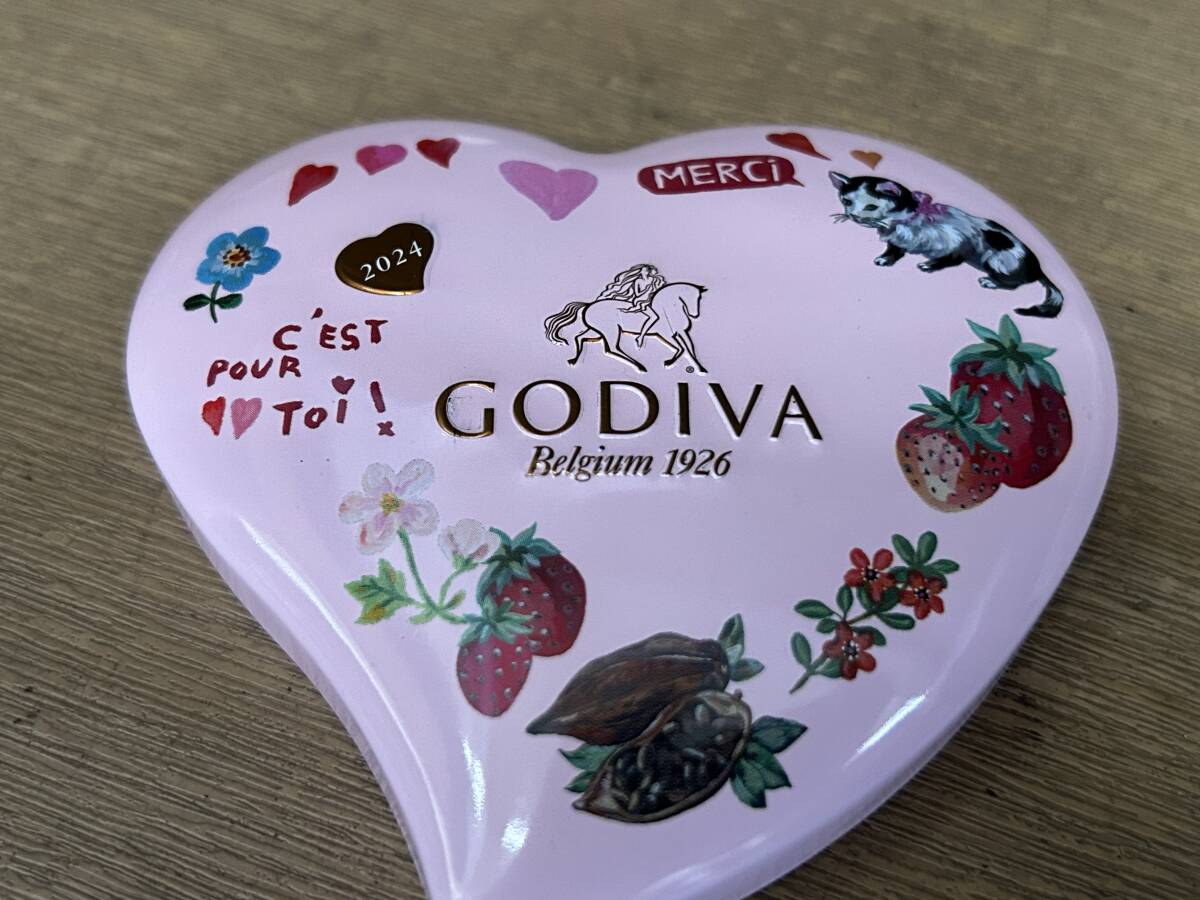 MERCi
2024
C'EST
POUR
TOi!
GODIVA
Belgium 1926
®